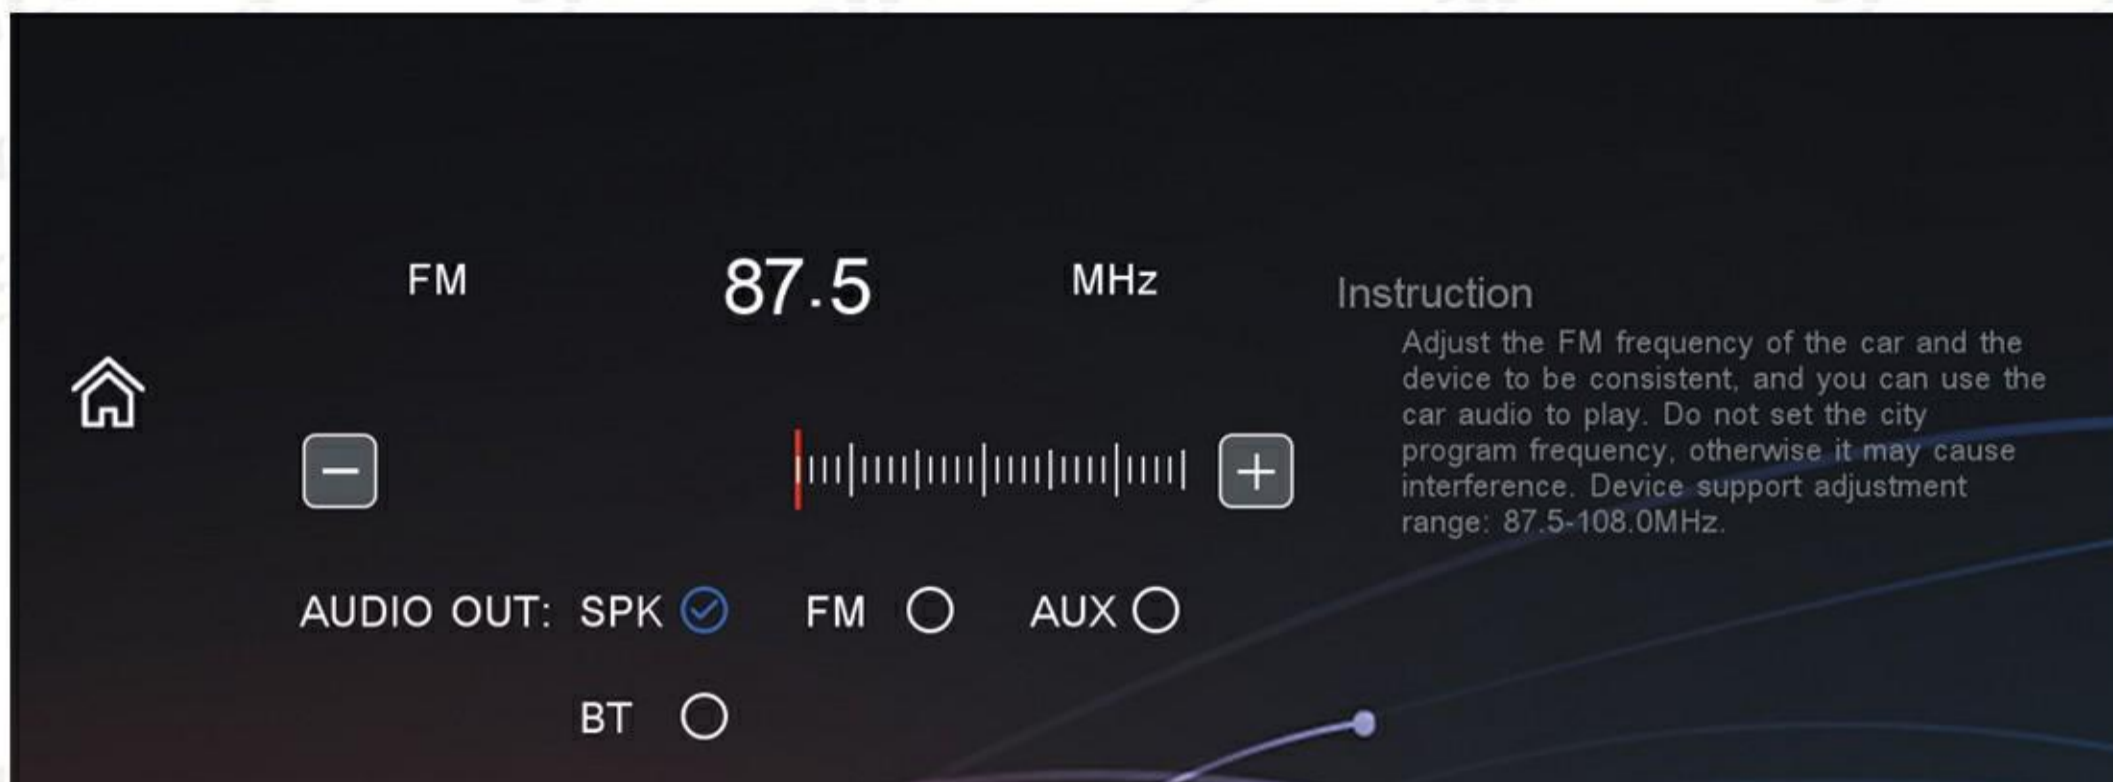 FM 87.5 MHz
Instruction
Adjust the FM frequency of the car and the
device to be consistent, and you can use the
car audio to play. Do not set the city
program frequency, otherwise it may cause
interference. Device support adjustment
range: 87.5-108.0MHz.
AUDIO OUT: SPK FM AUX
BT